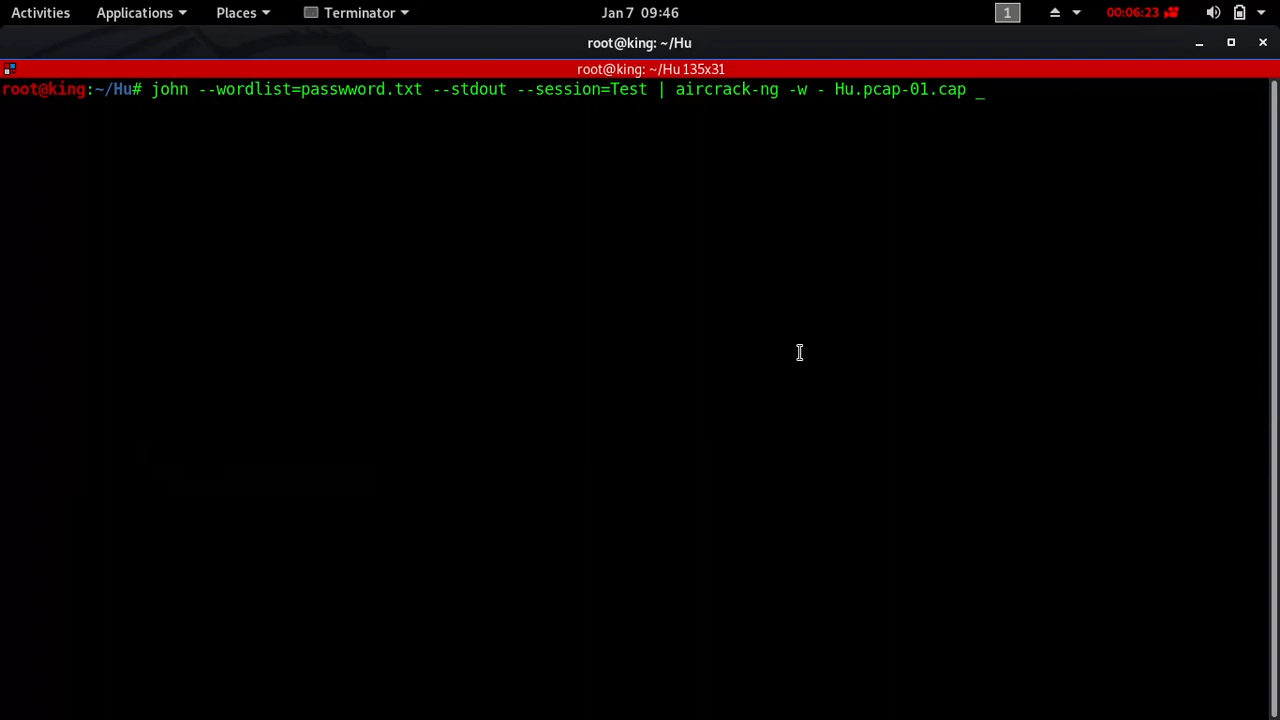 Activities Applications Places Terminator Jan 7 09:46 1 00:06:23
root@king: ~/Hu
root@king: ~/Hu 135x31
root@king:~/Hu# john --wordlist=passwword.txt --stdout --session=Test | aircrack-ng -w - Hu.pcap-01.cap _